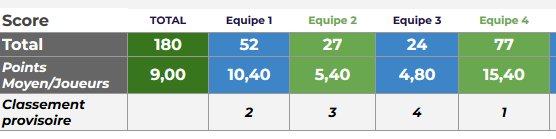 Score TOTAL Equipe 1 Equipe 2 Equipe 3 Equipe 4
Total 180 52 27 24 77
Points
Moyen/Joueurs 9,00 10,40 5,40 4,80 15,40
Classement
provisoire 2 3 4 1